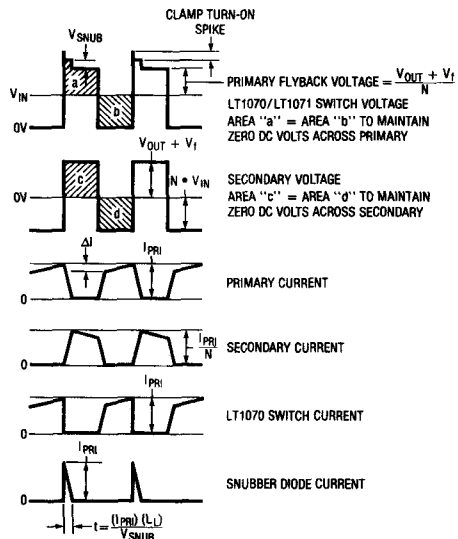 CLAMP TURN-ON
SPIKE
VSNUB
a
b
VIN
0V
PRIMARY FLYBACK VOLTAGE = VOUT + Vf
N
LT1070/LT1071 SWITCH VOLTAGE
AREA "a" = AREA "b" TO MAINTAIN
ZERO DC VOLTS ACROSS PRIMARY
VOUT + Vf
c
d
0V
N • VIN
SECONDARY VOLTAGE
AREA "c" = AREA "d" TO MAINTAIN
ZERO DC VOLTS ACROSS SECONDARY
ΔI
IPRI
0
PRIMARY CURRENT
0
IPRI
N
SECONDARY CURRENT
IPRI
0
LT1070 SWITCH CURRENT
IPRI
0
SNUBBER DIODE CURRENT
t = (IPRI) (LL)
VSNUB